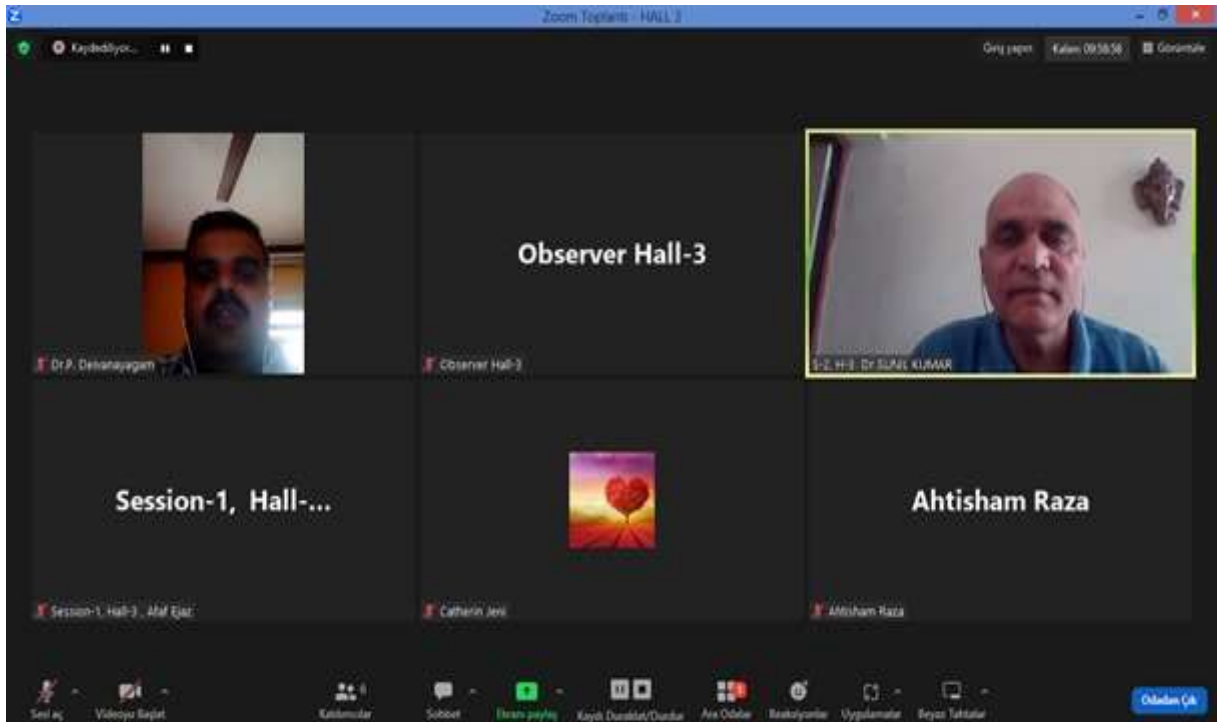 Zoom Toplantı - HALL 3
Kaydediliyor...
Giriş yapın
Kalan: 09:58:58
Görüntüle
Observer Hall-3
Dr.P. Devanayagam
Observer Hall-3
S-2, H-3 Dr SUNIL KUMAR
Session-1, Hall-...
Ahtisham Raza
Session-1, Hall-3 , Afaf Ejaz
Catherin Jeni
Ahtisham Raza
6
Sesi aç
Videoyu Başlat
Katılımcılar
Sohbet
Ekranı paylaş
Kaydı Duraklat/Durdur
Ara Odalar
Reaksiyonlar
Uygulamalar
Beyaz Tahtalar
Odadan Çık